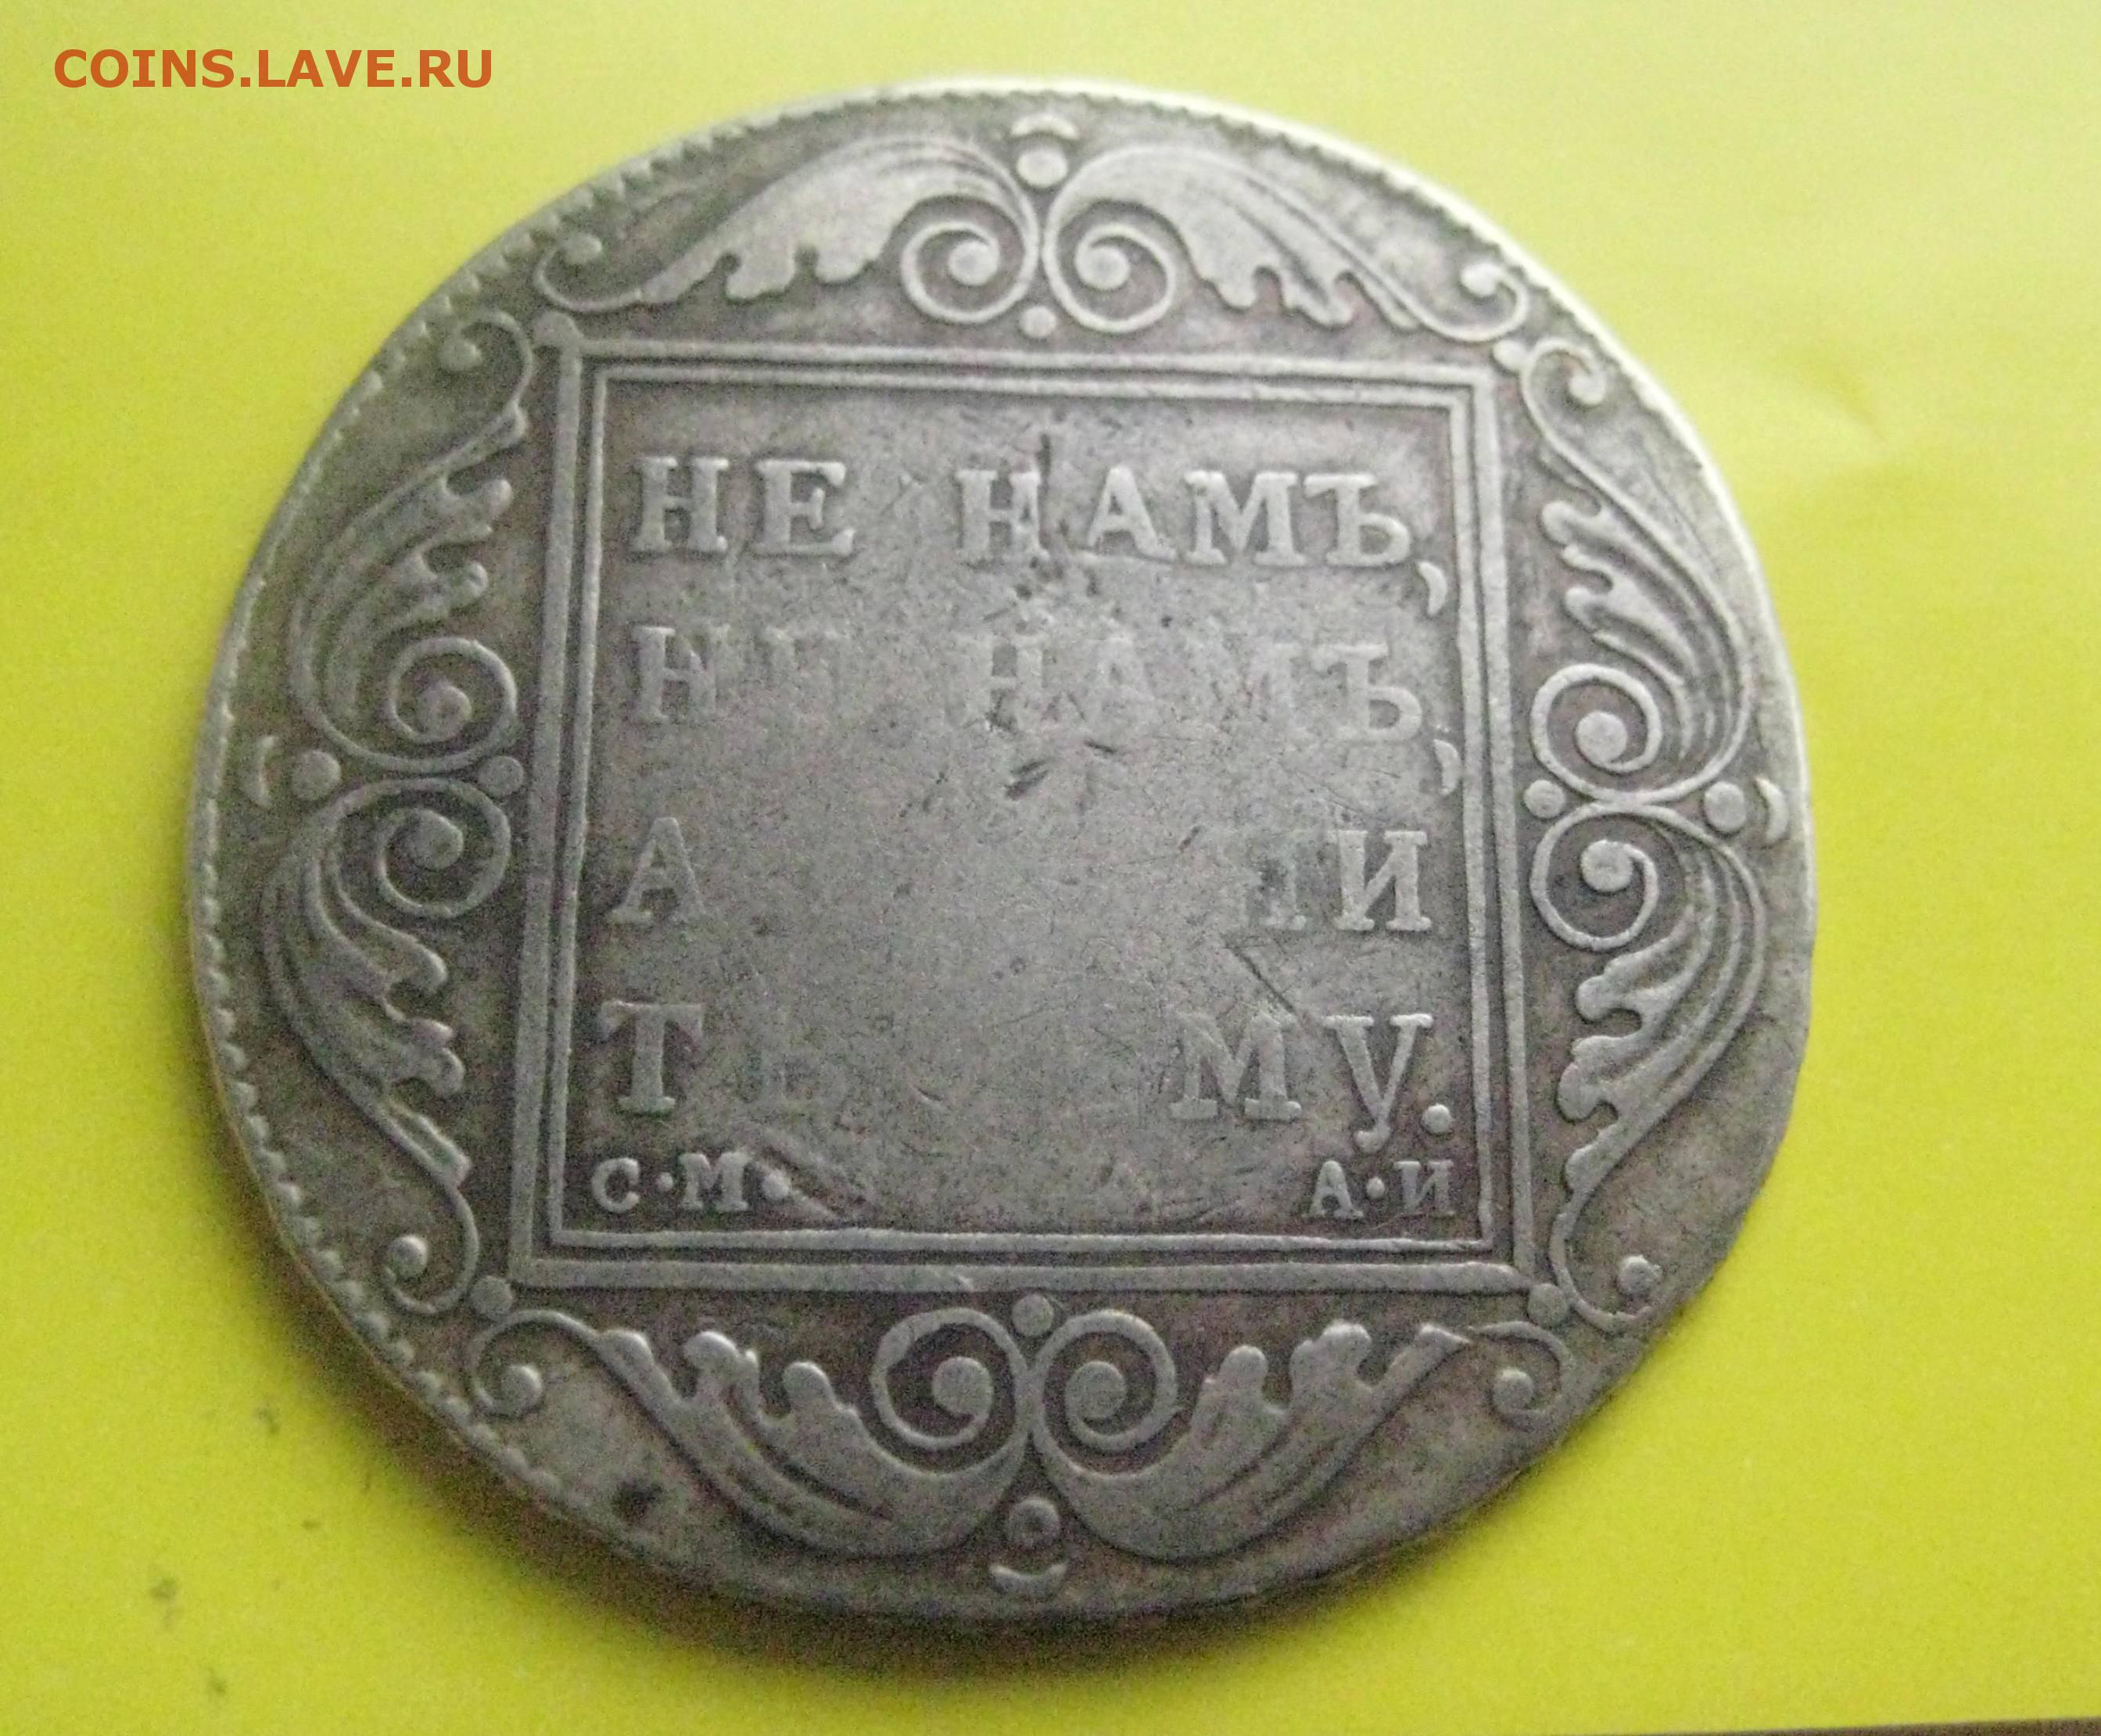 COINS.LAVE.RU
НЕ НАМЪ,
НАМЪ,
А
Т МУ.
С·М· А·И